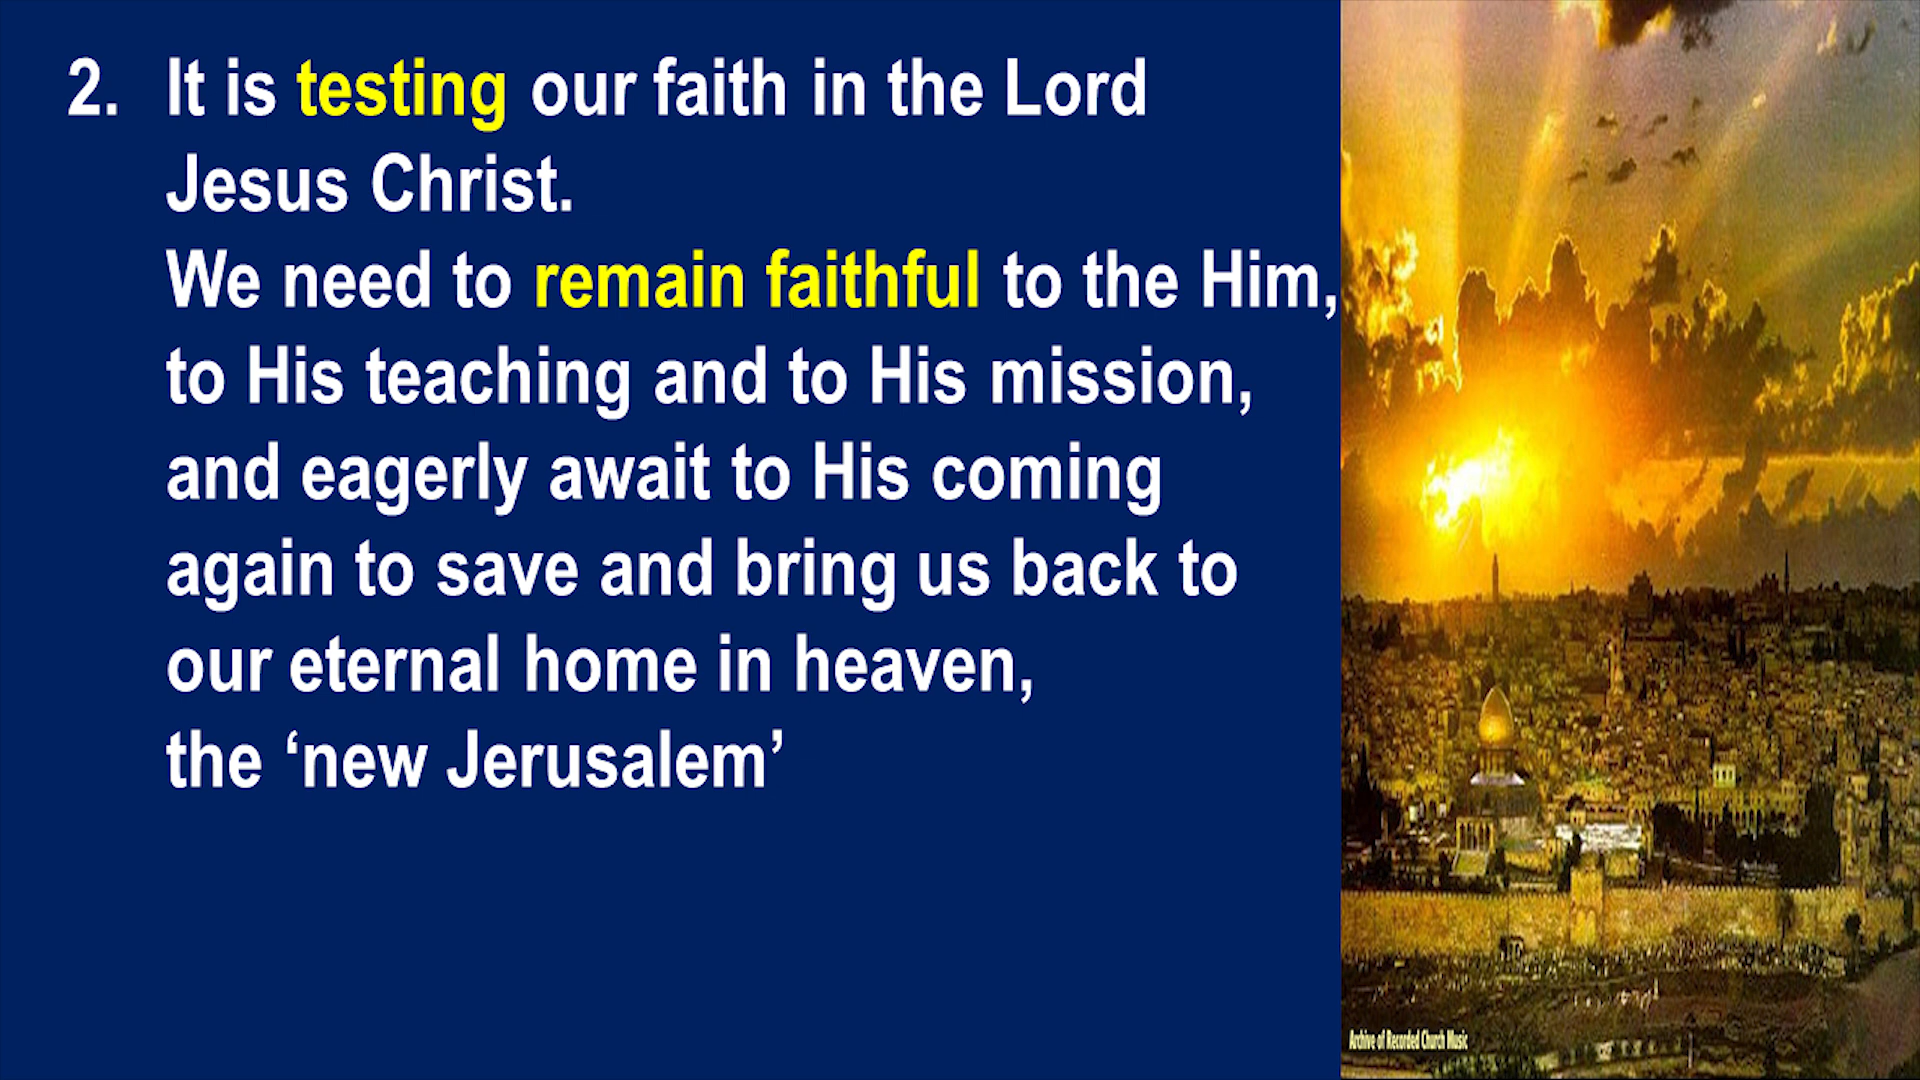 2. It is testing our faith in the Lord
Jesus Christ.
We need to remain faithful to the Him,
to His teaching and to His mission,
and eagerly await to His coming
again to save and bring us back to
our eternal home in heaven,
the ‘new Jerusalem’
Archive of Recorded Church Music